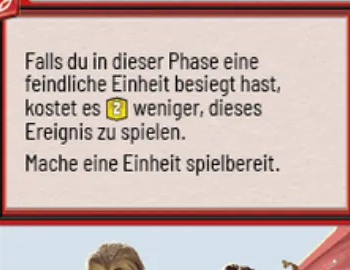 Falls du in dieser Phase eine
feindliche Einheit besiegt hast,
kostet es 2 weniger, dieses
Ereignis zu spielen.
Mache eine Einheit spielbereit.